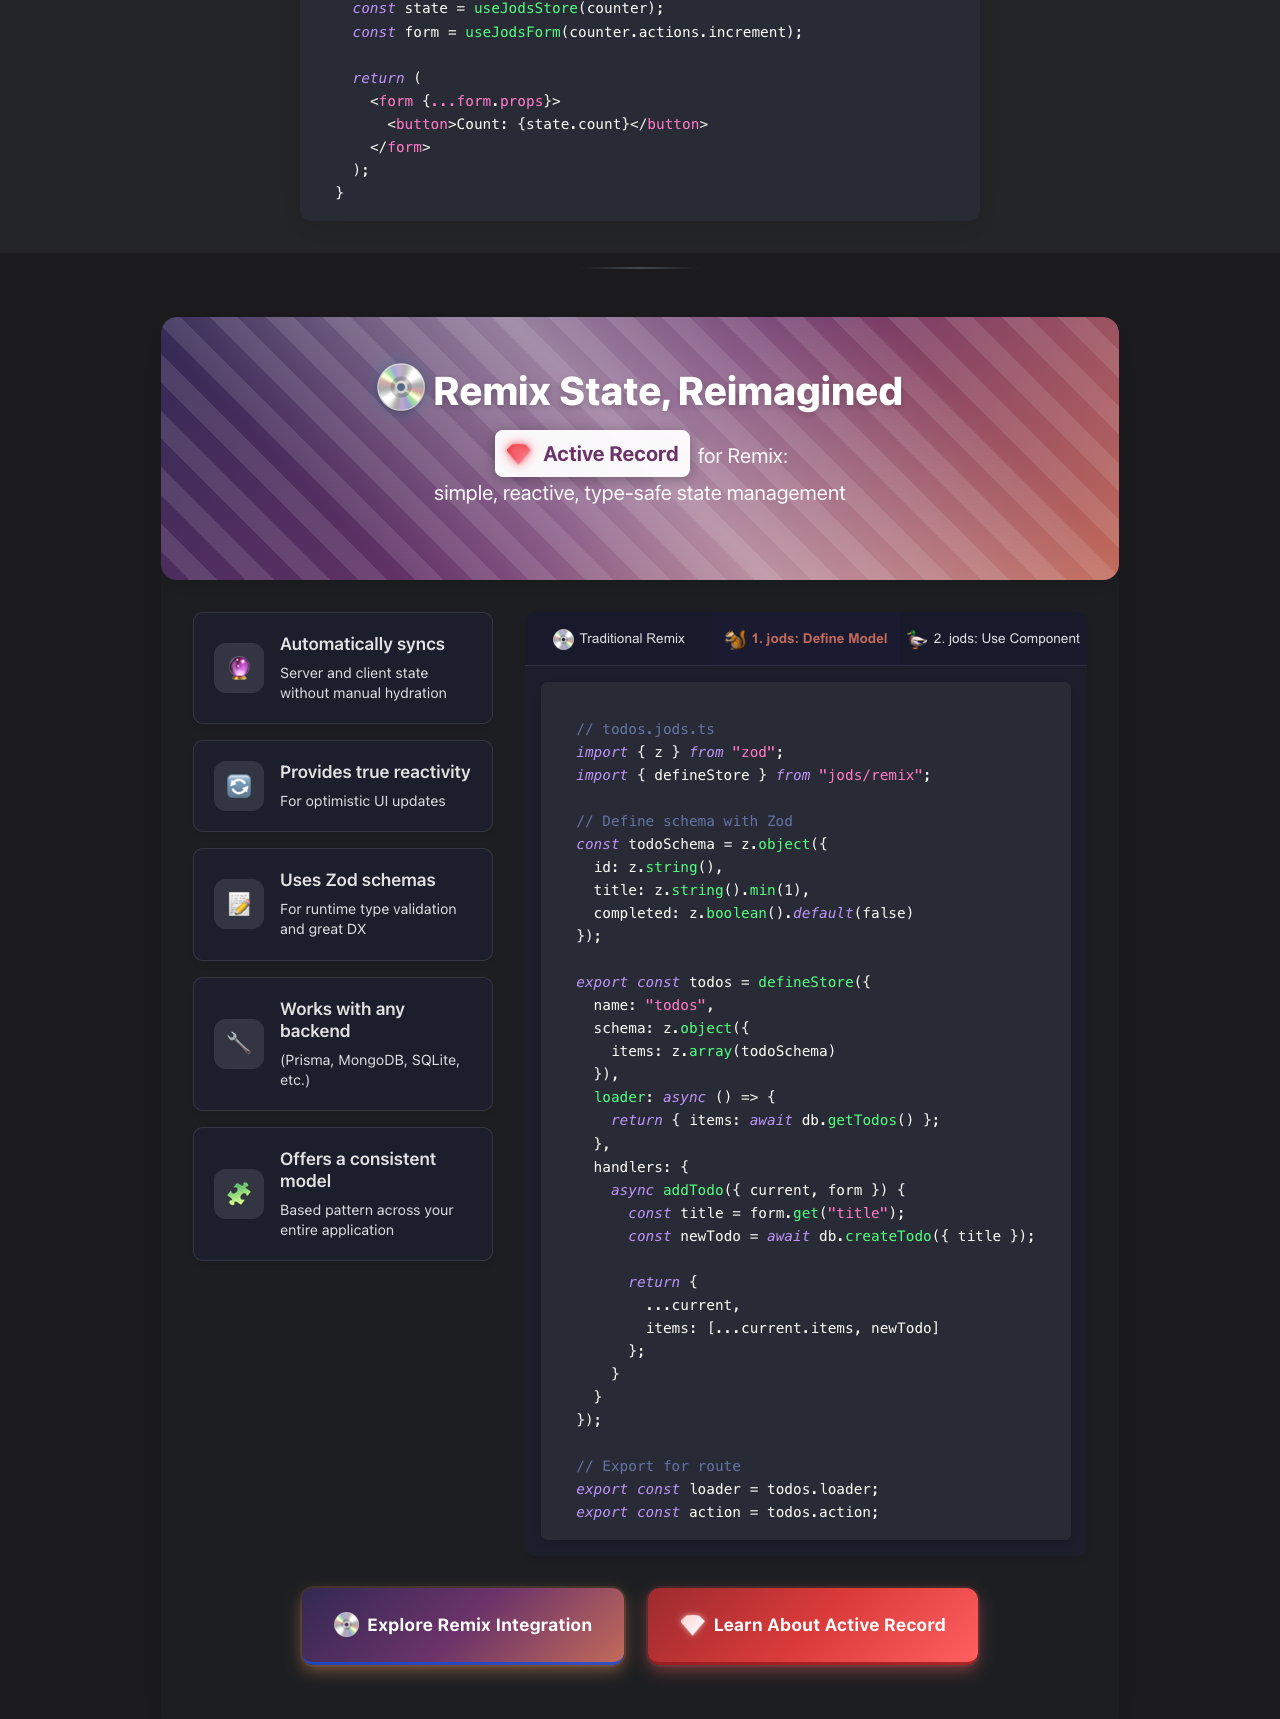 const state = useJodsStore(counter);
const form = useJodsForm(counter.actions.increment);
return (
<form {...form.props}>
<button>Count: {state.count}</button>
</form>
);
}
Remix State, Reimagined
Active Record for Remix:
simple, reactive, type-safe state management
Automatically syncs
Server and client state
without manual hydration
Provides true reactivity
For optimistic UI updates
Uses Zod schemas
For runtime type validation
and great DX
Works with any
backend
(Prisma, MongoDB, SQLite,
etc.)
Offers a consistent
model
Based pattern across your
entire application
Traditional Remix
1. jods: Define Model
2. jods: Use Component
// todos.jods.ts
import { z } from "zod";
import { defineStore } from "jods/remix";
// Define schema with Zod
const todoSchema = z.object({
id: z.string(),
title: z.string().min(1),
completed: z.boolean().default(false)
});
export const todos = defineStore({
name: "todos",
schema: z.object({
items: z.array(todoSchema)
}),
loader: async () => {
return { items: await db.getTodos() };
},
handlers: {
async addTodo({ current, form }) {
const title = form.get("title");
const newTodo = await db.createTodo({ title });
return {
...current,
items: [...current.items, newTodo]
};
}
}
});
// Export for route
export const loader = todos.loader;
export const action = todos.action;
Explore Remix Integration
Learn About Active Record